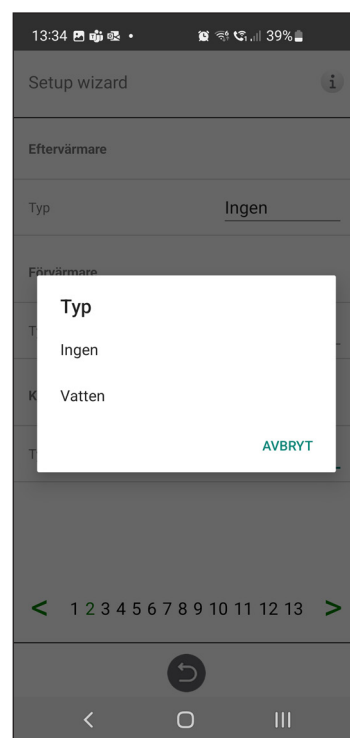 13:34 39%
Setup wizard
Eftervärmare
Typ Ingen
Förvärmare
Typ
Ingen
Vatten
AVBRYT
< 1 2 3 4 5 6 7 8 9 10 11 12 13 >